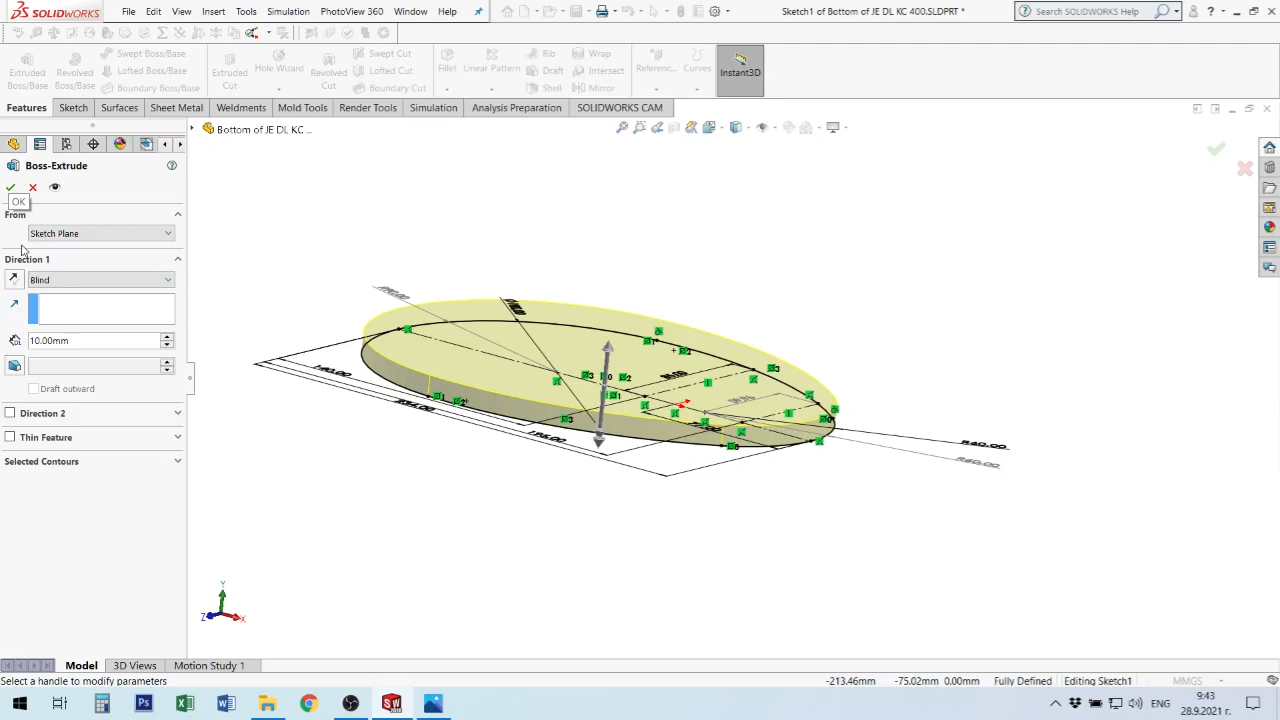 SOLIDWORKS
File Edit View Insert Tools Simulation PhotoView 360 Window Help
Sketch1 of Bottom of JE DL KC 400.SLDPRT *
Search SOLIDWORKS Help
Extruded Boss/Base
Revolved Boss/Base
Swept Boss/Base
Lofted Boss/Base
Boundary Boss/Base
Extruded Cut
Hole Wizard
Revolved Cut
Swept Cut
Lofted Cut
Boundary Cut
Fillet
Linear Pattern
Rib
Draft
Shell
Wrap
Intersect
Mirror
Referenc...
Curves
Instant3D
Features Sketch Surfaces Sheet Metal Weldments Mold Tools Render Tools Simulation Analysis Preparation SOLIDWORKS CAM
Bottom of JE DL KC ...
Boss-Extrude
OK
From
Sketch Plane
Direction 1
Blind
10.00mm
Draft outward
Direction 2
Thin Feature
Selected Contours
R60.00
R60.00
Y
Z
X
Model 3D Views Motion Study 1
Select a handle to modify parameters
-213.46mm -75.02mm 0.00mm Fully Defined Editing Sketch1 MMGS
ENG
9:43
28.9.2021 г.